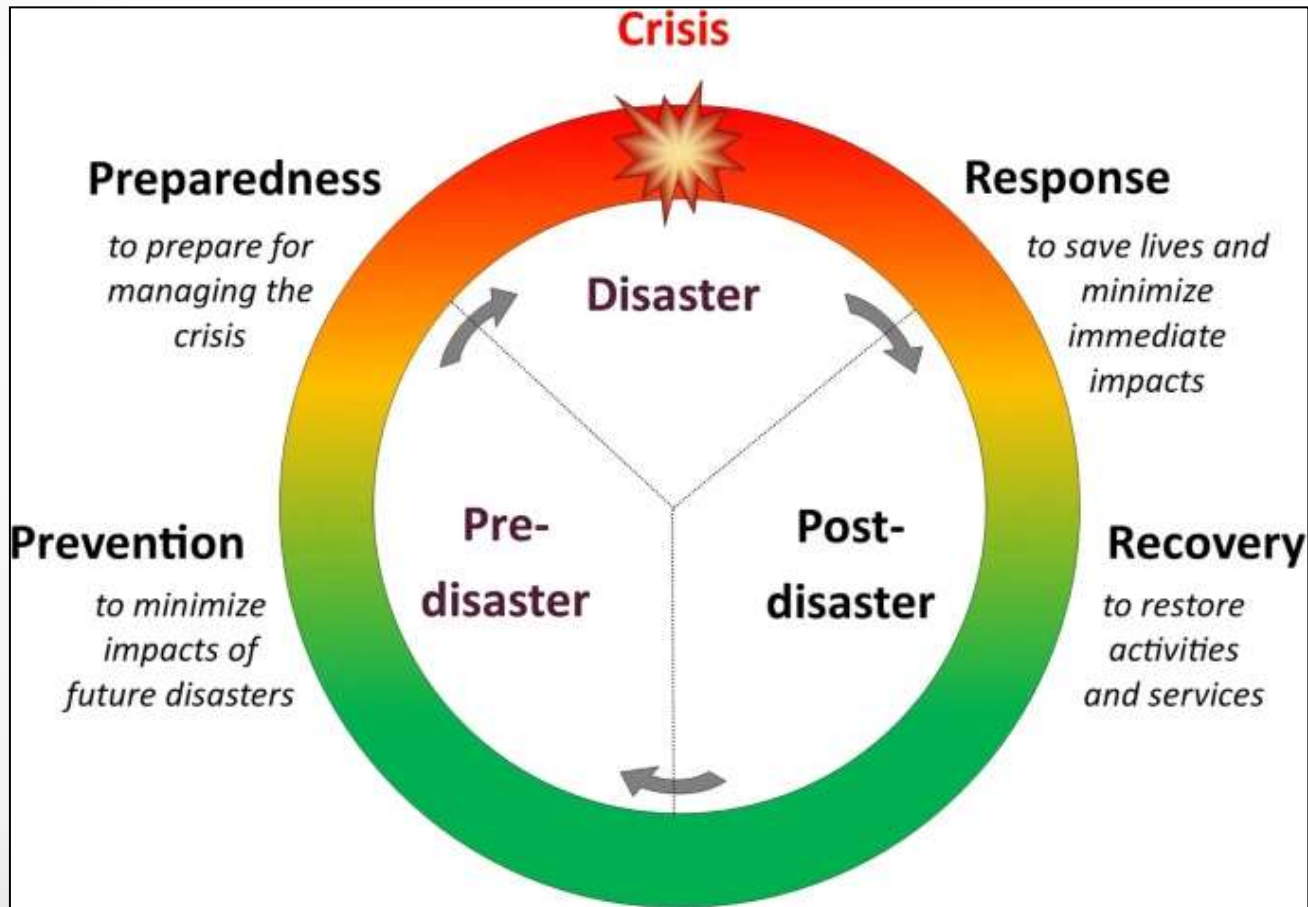 Crisis
Preparedness
to prepare for
managing the
crisis
Response
to save lives and
minimize
immediate
impacts
Disaster
Pre-
disaster
Post-
disaster
Prevention
to minimize
impacts of
future disasters
Recovery
to restore
activities
and services